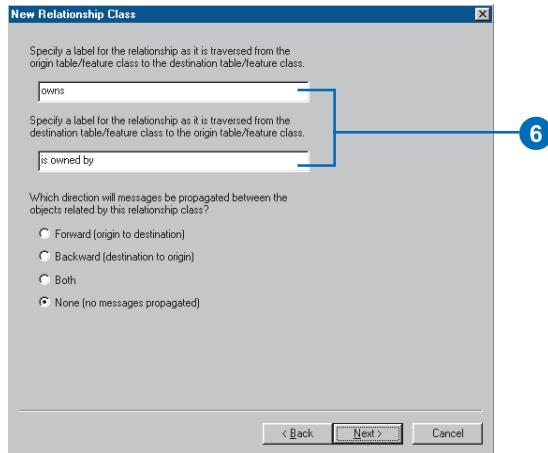 New Relationship Class
Specify a label for the relationship as it is traversed from the
origin table/feature class to the destination table/feature class.
owns
Specify a label for the relationship as it is traversed from the
destination table/feature class to the origin table/feature class.
is owned by
6
Which direction will messages be propagated between the
objects related by this relationship class?
Forward (origin to destination)
Backward (destination to origin)
Both
None (no messages propagated)
< Back
Next >
Cancel